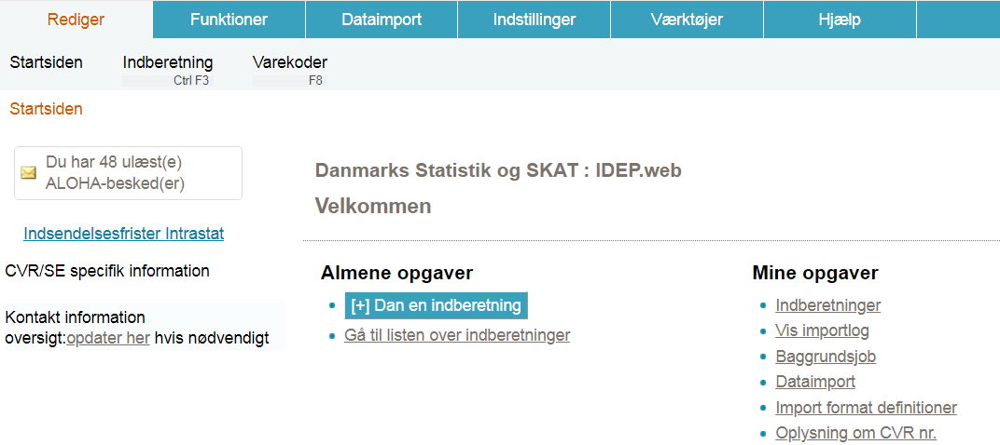 Rediger Funktioner Dataimport Indstillinger Værktøjer Hjælp
Startsiden Indberetning Varekoder
Ctrl F3 F8
Startsiden
Du har 48 ulæst(e)
ALOHA-besked(er)
Indsendelsesfrister Intrastat
CVR/SE specifik information
Kontakt information
oversigt:opdater her hvis nødvendigt
Danmarks Statistik og SKAT : IDEP.web
Velkommen
Almene opgaver
[+] Dan en indberetning
Gå til listen over indberetninger
Mine opgaver
Indberetninger
Vis importlog
Baggrundsjob
Dataimport
Import format definitioner
Oplysning om CVR nr.